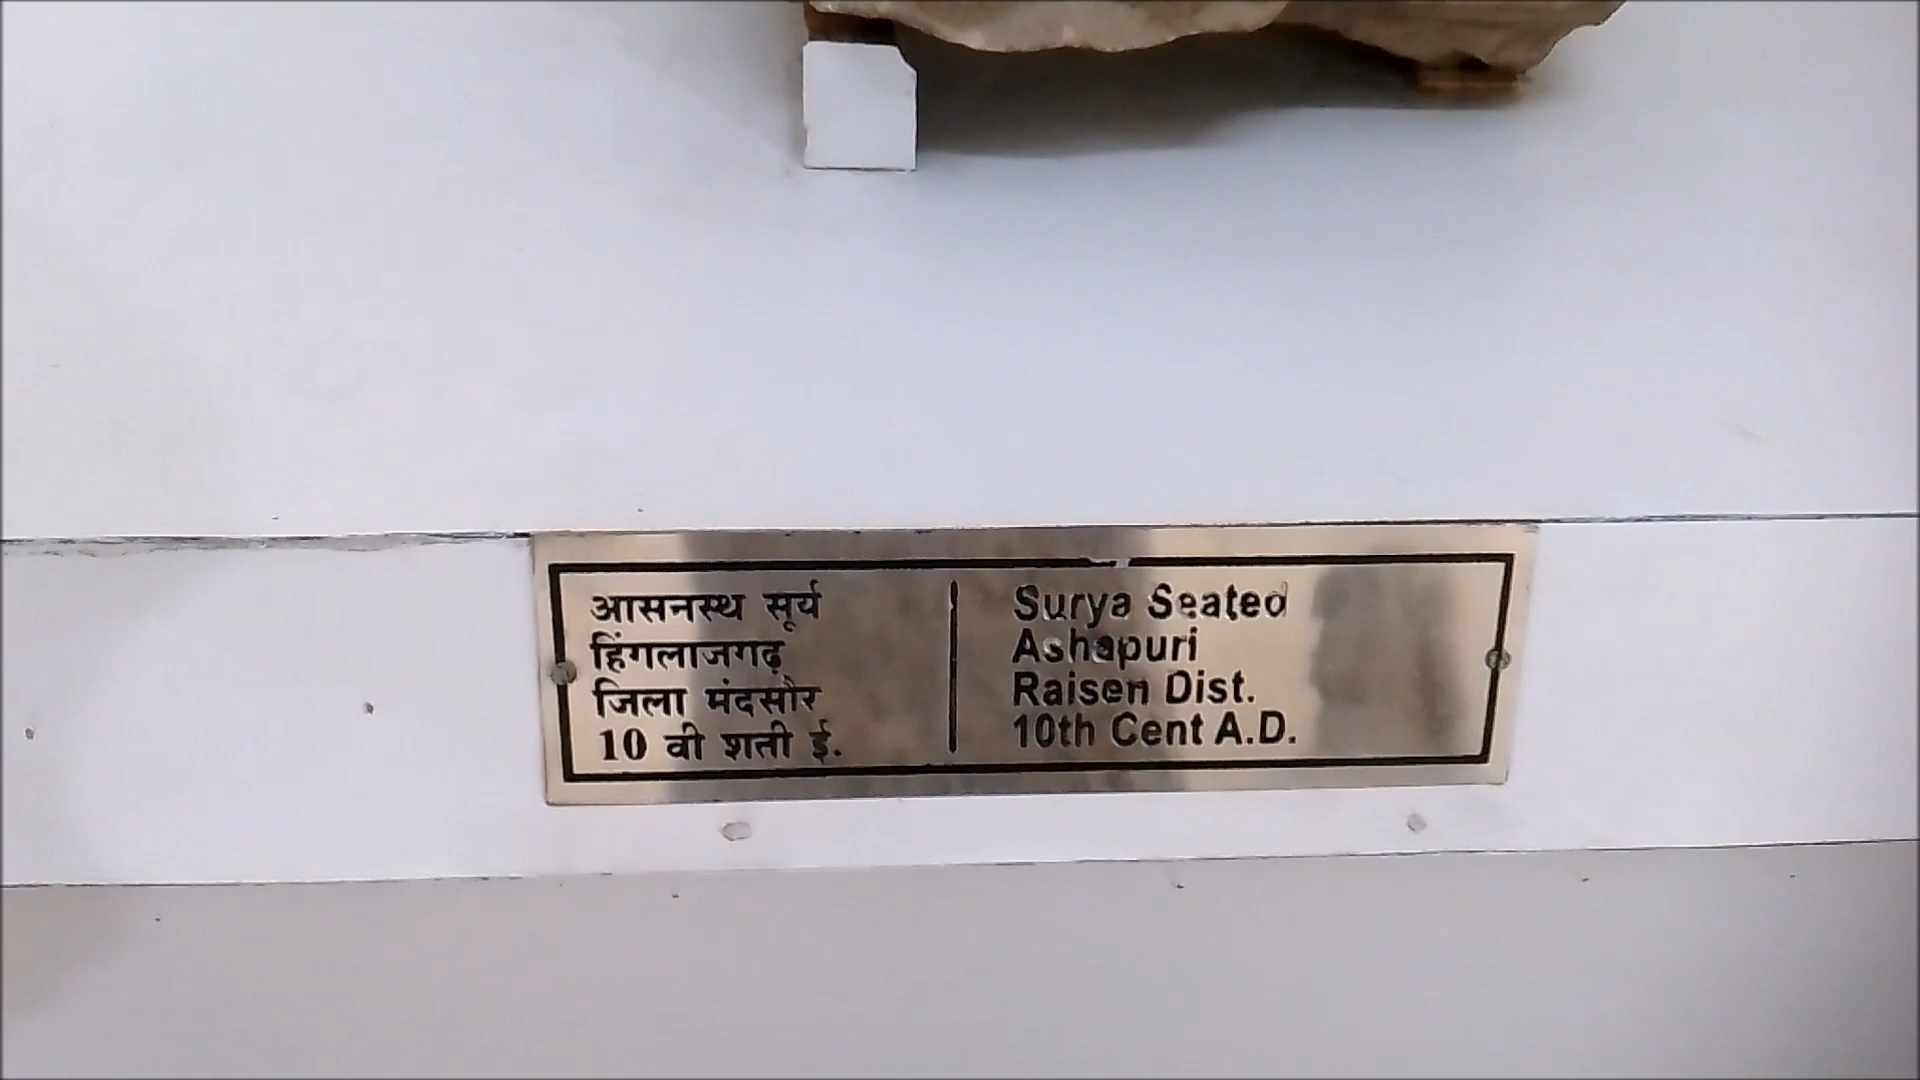 आसनस्थ सूर्य
हिंगलाजगढ़
जिला मंदसौर
10 वी शती ई.
Surya Seated
Ashapuri
Raisen Dist.
10th Cent A.D.